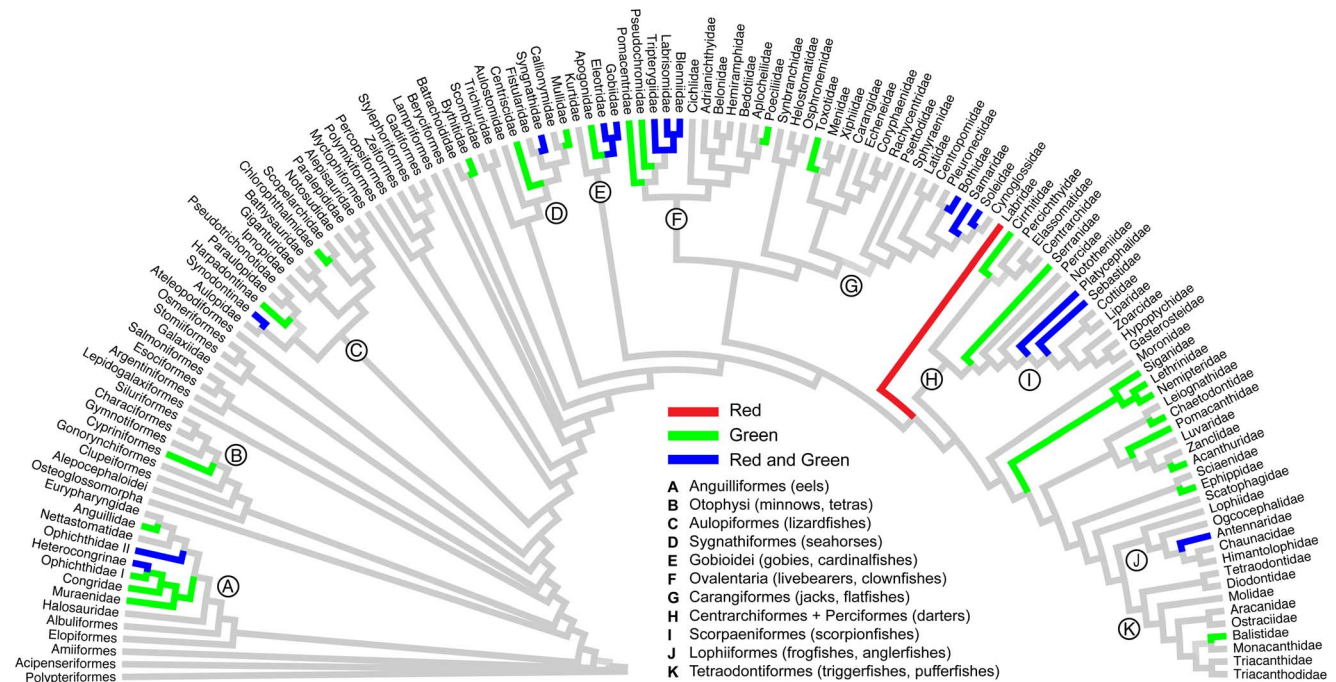 Polypteriformes
Acipenseriformes
Amiiformes
Elopiformes
Albuliformes
Halosauridae
Muraenidae
Congridae
Ophichthidae I
Heterocongrinae
Ophichthidae II
Nettastomatidae
Anguillidae
Eurypharyngidae
Osteoglossomorpha
Alepocephaloidei
Clupeiformes
Gonorynchiformes
Cypriniformes
Gymnotiformes
Characiformes
Siluriformes
Lepidogalaxiformes
Argentiniformes
Esociformes
Salmoniformes
Galaxiidae
Stomiiformes
Osmeriformes
Ateleopodiformes
Aulopidae
Synodontinae
Harpadontinae
Paraulopidae
Pseudotrichonotidae
Ipnopidae
Giganturidae
Bathysauridae
Chlorophthalmidae
Scopelarchidae
Notosudidae
Paralepididae
Alepisauridae
Myctophiformes
Polymixiiformes
Percopsiformes
Zeiformes
Stylephoriformes
Gadiformes
Lampriformes
Beryciformes
Batrachoididae
Bythitidae
Scombridae
Trichiuridae
Aulostomidae
Centriscidae
Fistularidae
Syngnathidae
Callionymidae
Mullidae
Kurtidae
Apogonidae
Eleotridae
Gobiidae
Pomacentridae
Pseudochromidae
Tripterygiidae
Labrisomidae
Blenniidae
Cichlidae
Adrianichthyidae
Belonidae
Hemiramphidae
Bedotiidae
Aplocheilidae
Poeciliidae
Synbranchidae
Helostomatidae
Osphronemidae
Toxotidae
Menidae
Xiphiidae
Carangidae
Echeneidae
Coryphaenidae
Rachycentridae
Psettodidae
Sphyraenidae
Latidae
Centropomidae
Pleuronectidae
Bothidae
Samaridae
Soleidae
Cynoglossidae
Labridae
Cirrhitidae
Percichthyidae
Elassomatidae
Centrarchidae
Serranidae
Percidae
Nototheniidae
Platycephalidae
Sebastidae
Cottidae
Liparidae
Zoarcidae
Hypoptychidae
Gasterosteidae
Moronidae
Siganidae
Lethrinidae
Nemipteridae
Leiognathidae
Chaetodontidae
Pomacanthidae
Luvaridae
Zanclidae
Acanthuridae
Sciaenidae
Ephippidae
Scatophagidae
Lophiidae
Ogcocephalidae
Antennaridae
Chaunacidae
Himantolophidae
Tetraodontidae
Diodontidae
Molidae
Aracanidae
Ostraciidae
Balistidae
Monacanthidae
Triacanthidae
Triacanthodidae
A
B
C
D
E
F
G
H
I
J
K
Red
Green
Red and Green
A Anguilliformes (eels)
B Otophysi (minnows, tetras)
C Aulopiformes (lizardfishes)
D Sygnathiformes (seahorses)
E Gobioidei (gobies, cardinalfishes)
F Ovalentaria (livebearers, clownfishes)
G Carangiformes (jacks, flatfishes)
H Centrarchiformes + Perciformes (darters)
I Scorpaeniformes (scorpionfishes)
J Lophiiformes (frogfishes, anglerfishes)
K Tetraodontiformes (triggerfishes, pufferfishes)